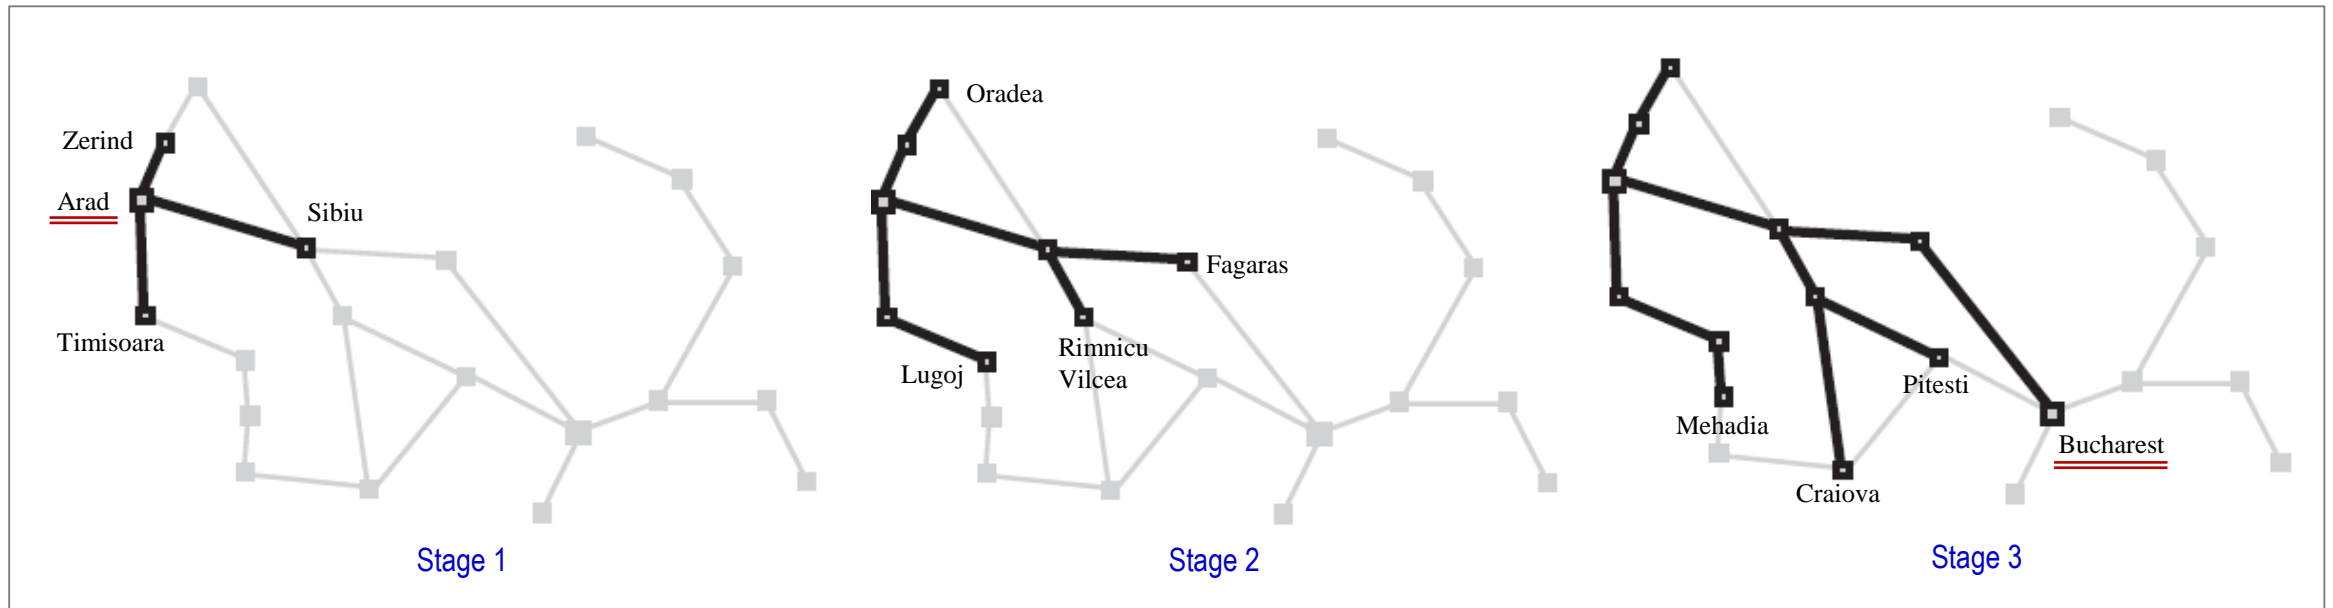 Zerind
Arad
Sibiu
Timisoara
Stage 1
Oradea
Fagaras
Rimnicu
Vilcea
Lugoj
Stage 2
Pitesti
Mehadia
Bucharest
Craiova
Stage 3